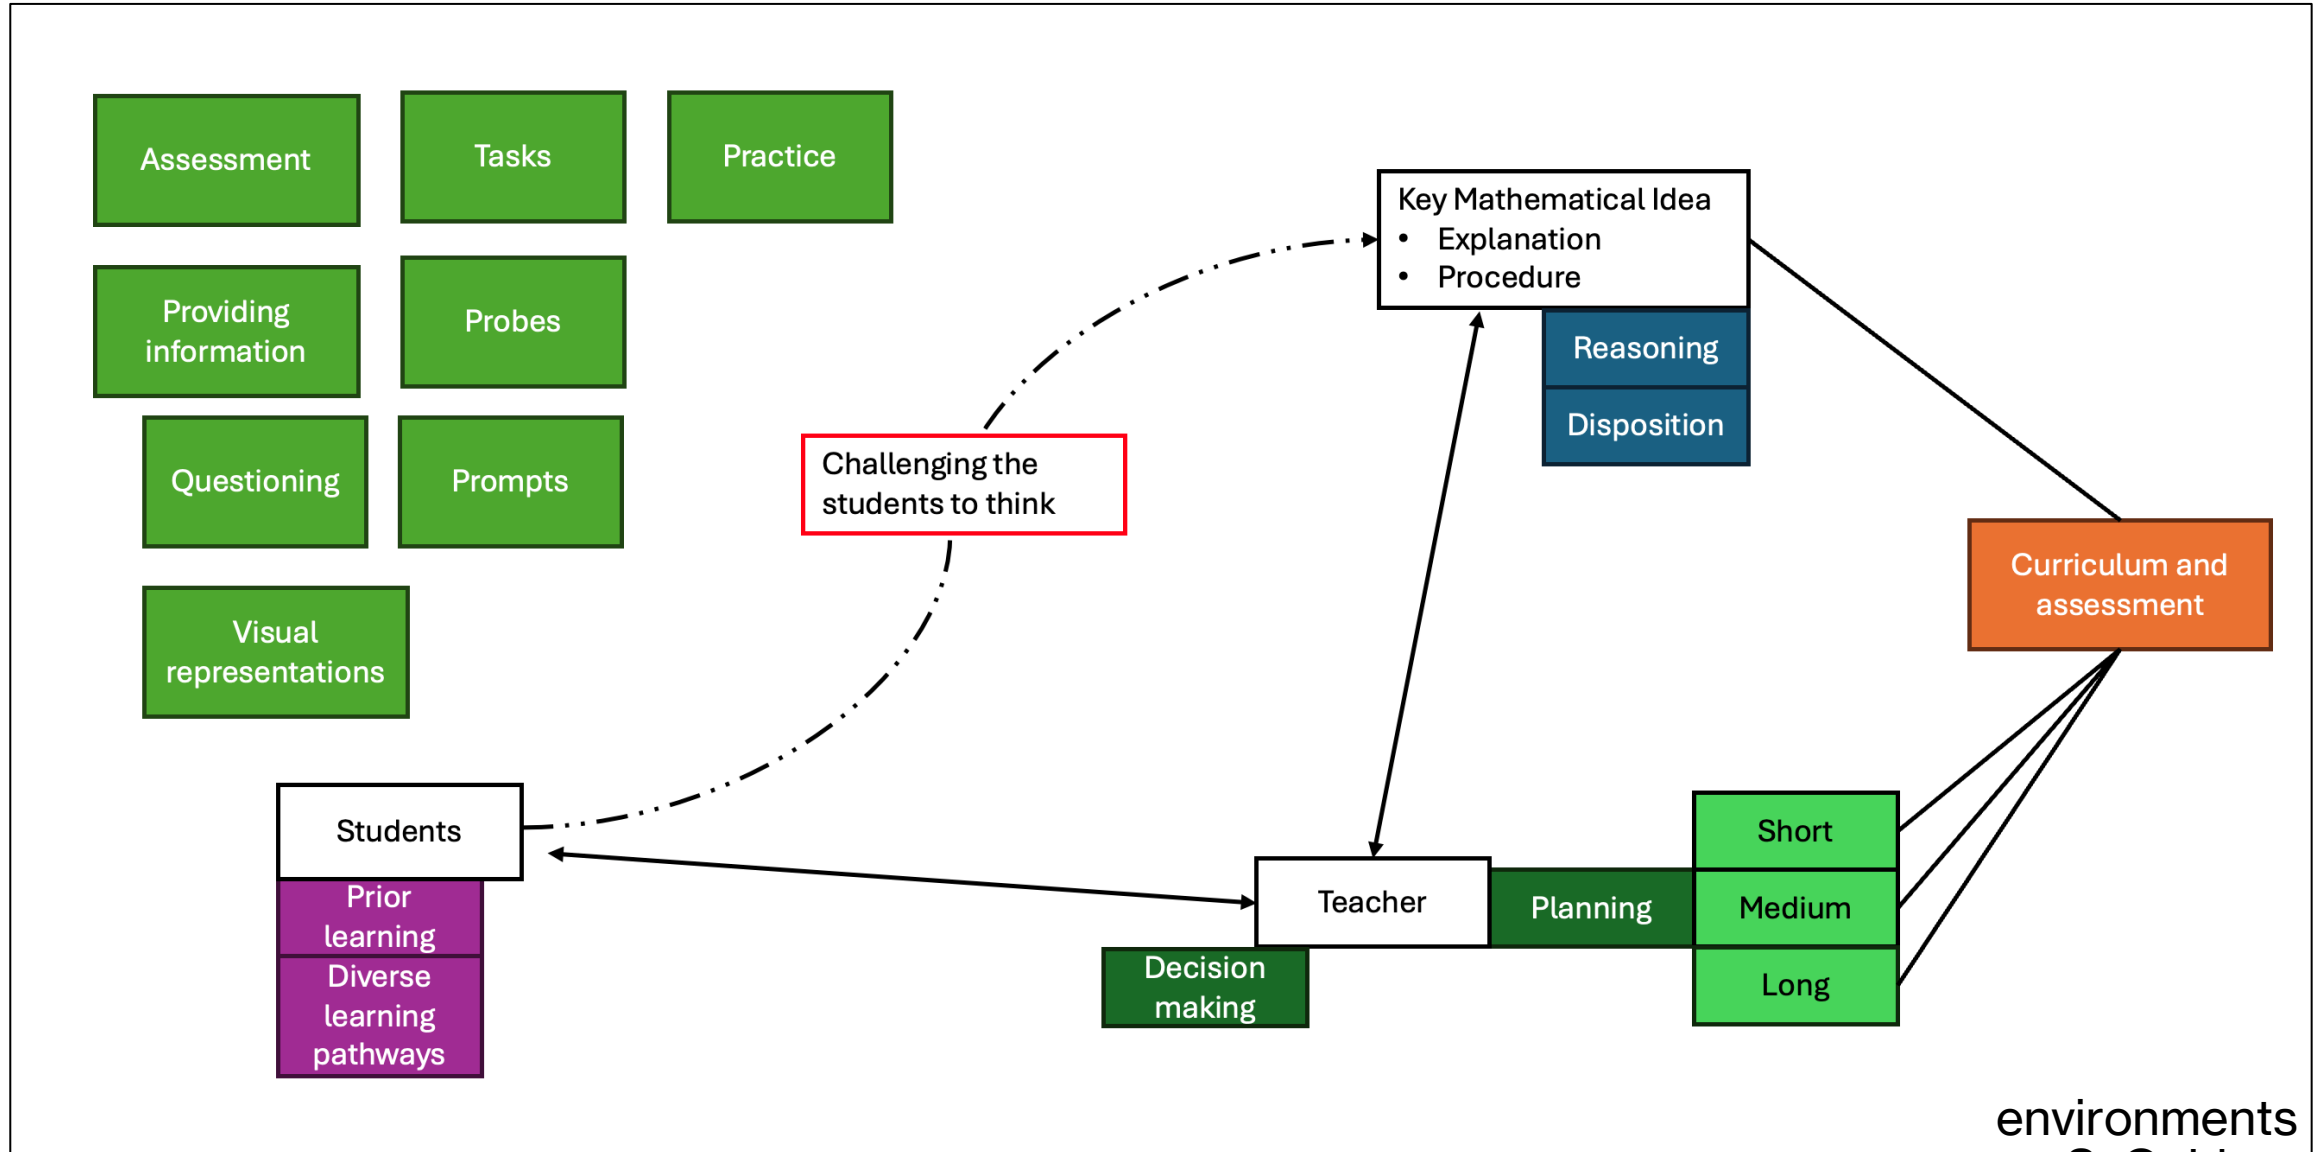 Assessment
Tasks
Practice
Providing
information
Probes
Questioning
Prompts
Visual
representations
Key Mathematical Idea
• Explanation
• Procedure
Reasoning
Disposition
Challenging the
students to think
Curriculum and
assessment
Students
Prior
learning
Diverse
learning
pathways
Teacher
Planning
Short
Medium
Long
Decision
making
environments